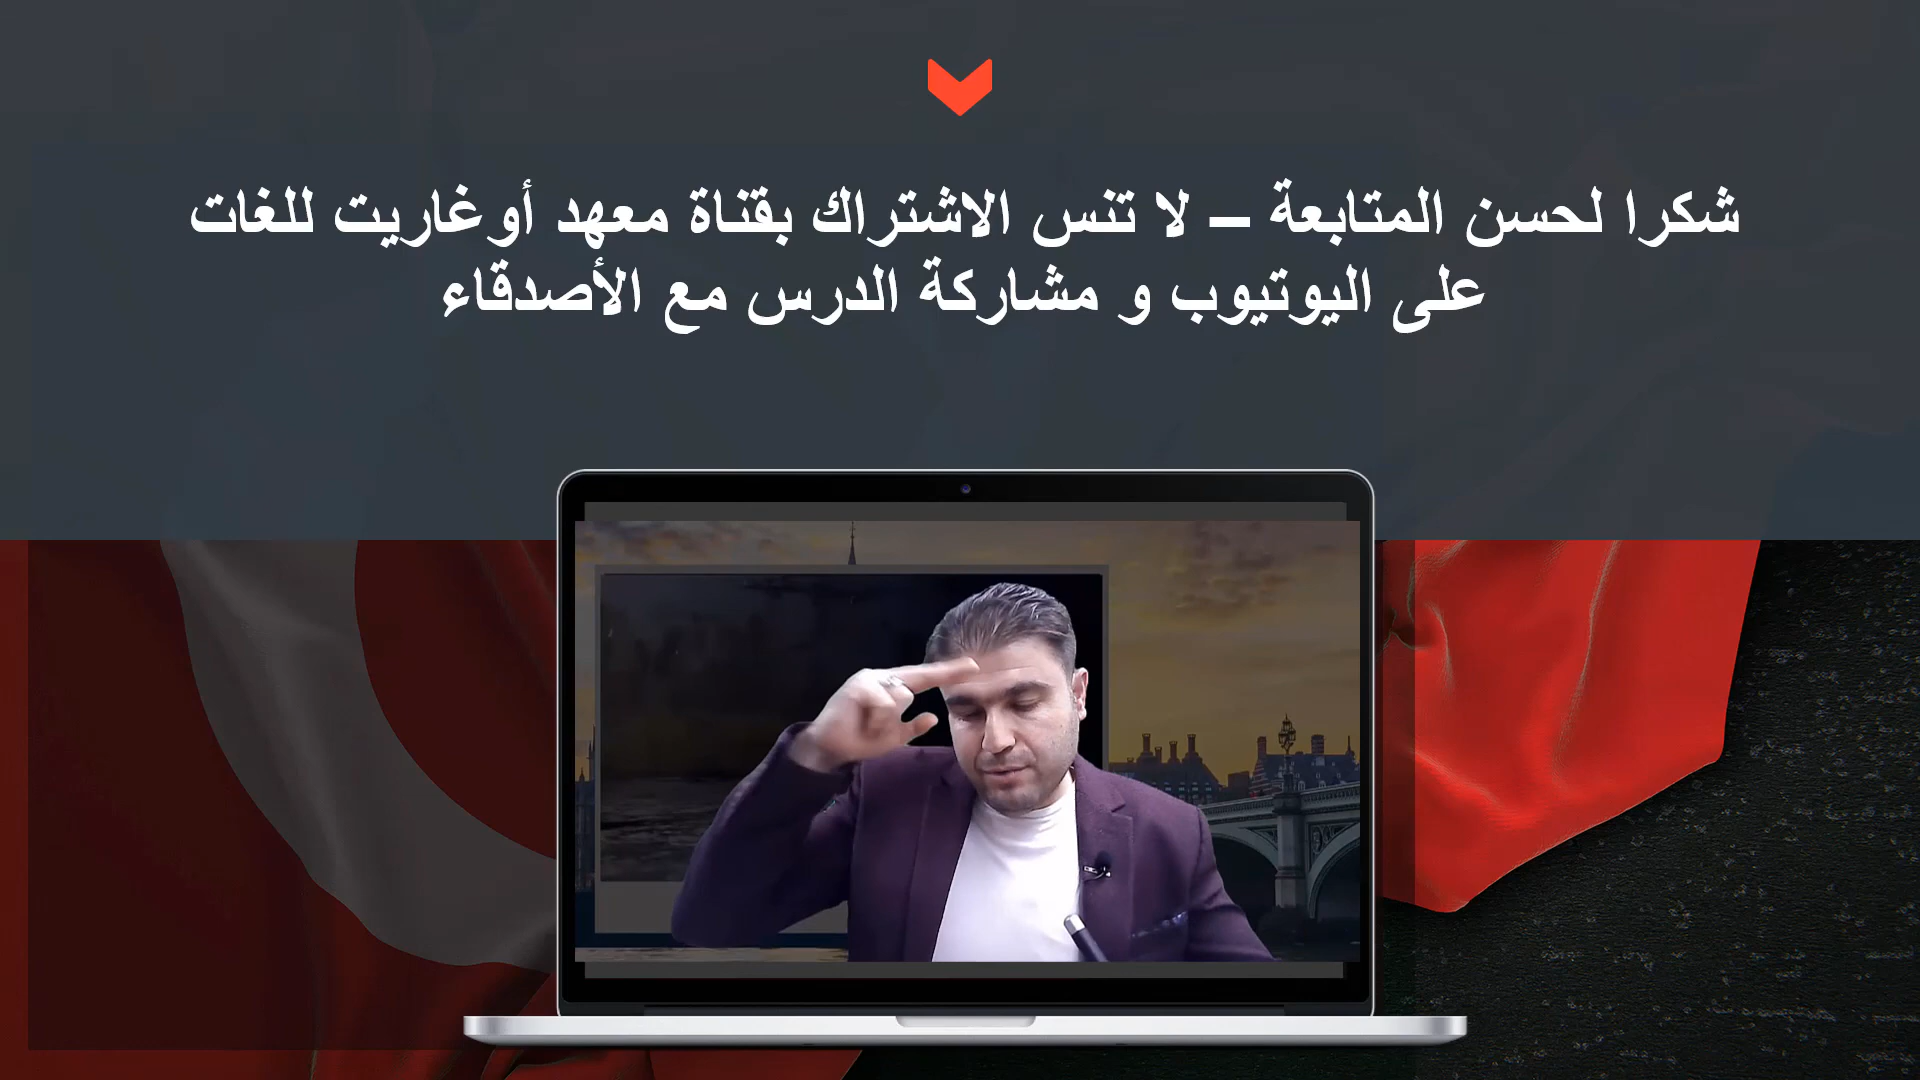 شكرا لحسن المتابعة – لا تنس الاشتراك بقناة معهد أوغاريت للغات
على اليوتيوب و مشاركة الدرس مع الأصدقاء